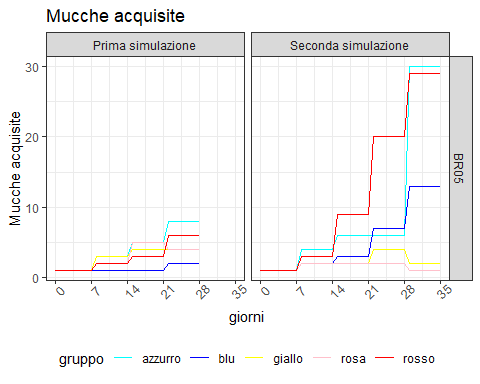 Mucche acquisite
Prima simulazione
Seconda simulazione
Mucche acquisite
30
20
10
0
BR05
0 7 14 21 28 35
0 7 14 21 28 35
giorni
gruppo azzurro blu giallo rosa rosso